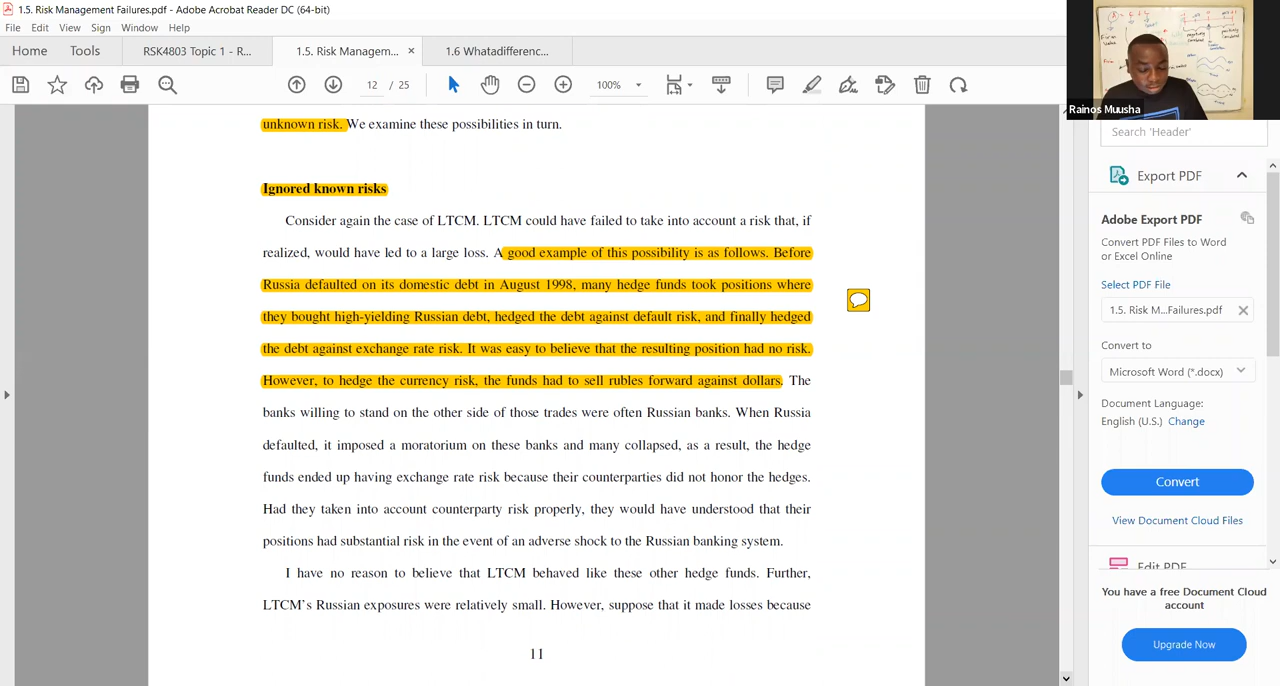 1.5. Risk Management Failures.pdf - Adobe Acrobat Reader DC (64-bit)
File Edit View Sign Window Help
Home Tools RSK4803 Topic 1 - R... 1.5. Risk Managem... × 1.6 Whatadifferenc...
12 / 25 100%
Rainos Muusha
unknown risk. We examine these possibilities in turn.
Ignored known risks
Consider again the case of LTCM. LTCM could have failed to take into account a risk that, if
realized, would have led to a large loss. A good example of this possibility is as follows. Before
Russia defaulted on its domestic debt in August 1998, many hedge funds took positions where
they bought high-yielding Russian debt, hedged the debt against default risk, and finally hedged
the debt against exchange rate risk. It was easy to believe that the resulting position had no risk.
However, to hedge the currency risk, the funds had to sell rubles forward against dollars. The
banks willing to stand on the other side of those trades were often Russian banks. When Russia
defaulted, it imposed a moratorium on these banks and many collapsed, as a result, the hedge
funds ended up having exchange rate risk because their counterparties did not honor the hedges.
Had they taken into account counterparty risk properly, they would have understood that their
positions had substantial risk in the event of an adverse shock to the Russian banking system.
I have no reason to believe that LTCM behaved like these other hedge funds. Further,
LTCM's Russian exposures were relatively small. However, suppose that it made losses because
11
Search 'Header'
Export PDF
Adobe Export PDF
Convert PDF Files to Word
or Excel Online
Select PDF File
1.5. Risk M...Failures.pdf
Convert to
Microsoft Word (*.docx)
Document Language:
English (U.S.) Change
Convert
View Document Cloud Files
Edit PDF
You have a free Document Cloud
account
Upgrade Now